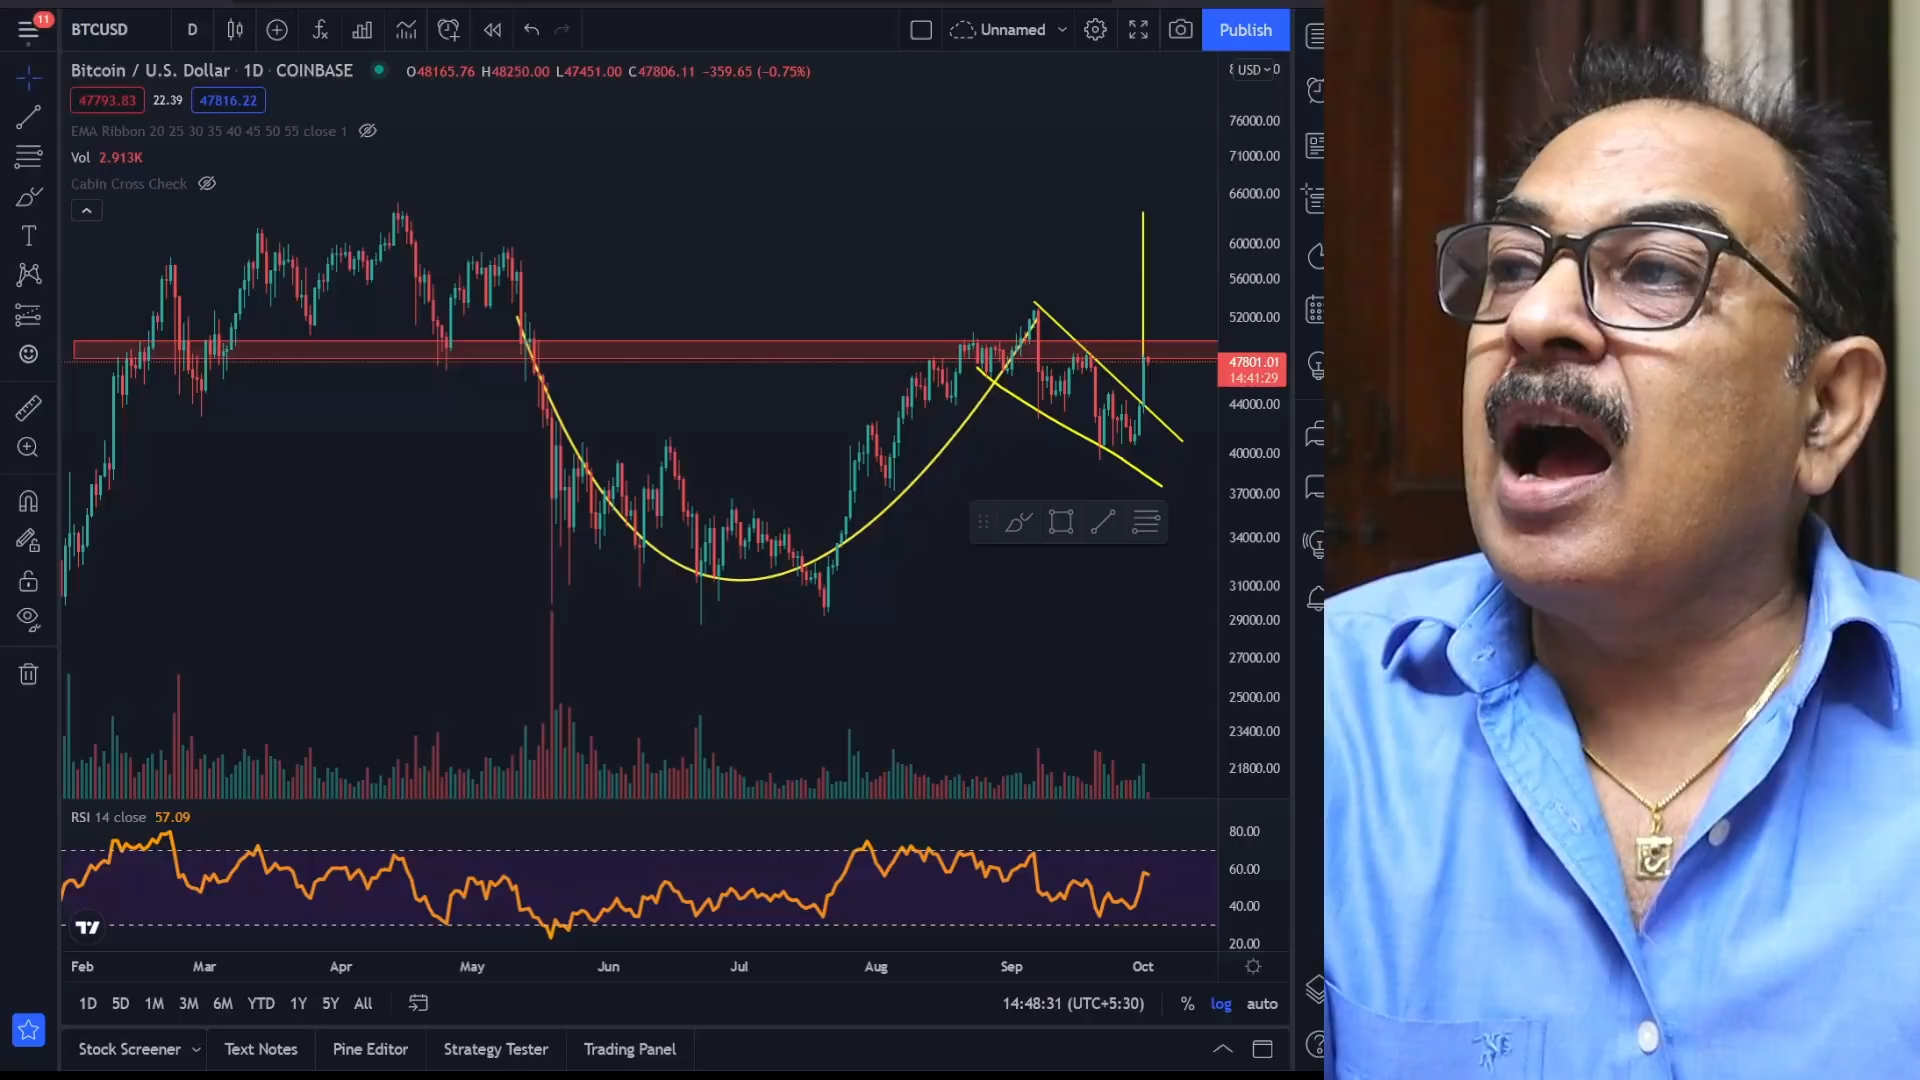 11
BTCUSD D Unnamed Publish
Bitcoin / U.S. Dollar · 1D · COINBASE O48165.76 H48250.00 L47451.00 C47806.11 −359.65 (−0.75%)
USD
47793.83 22.39 47816.22
EMA Ribbon 20 25 30 35 40 45 50 55 close 1
Vol 2.913K
Cabin Cross Check
76000.00
71000.00
66000.00
60000.00
56000.00
52000.00
47801.01
14:41:29
44000.00
40000.00
37000.00
34000.00
31000.00
29000.00
27000.00
25000.00
23400.00
21800.00
RSI 14 close 57.09
80.00
60.00
40.00
20.00
Feb Mar Apr May Jun Jul Aug Sep Oct
1D 5D 1M 3M 6M YTD 1Y 5Y All 14:48:31 (UTC+5:30) % log auto
Stock Screener Text Notes Pine Editor Strategy Tester Trading Panel